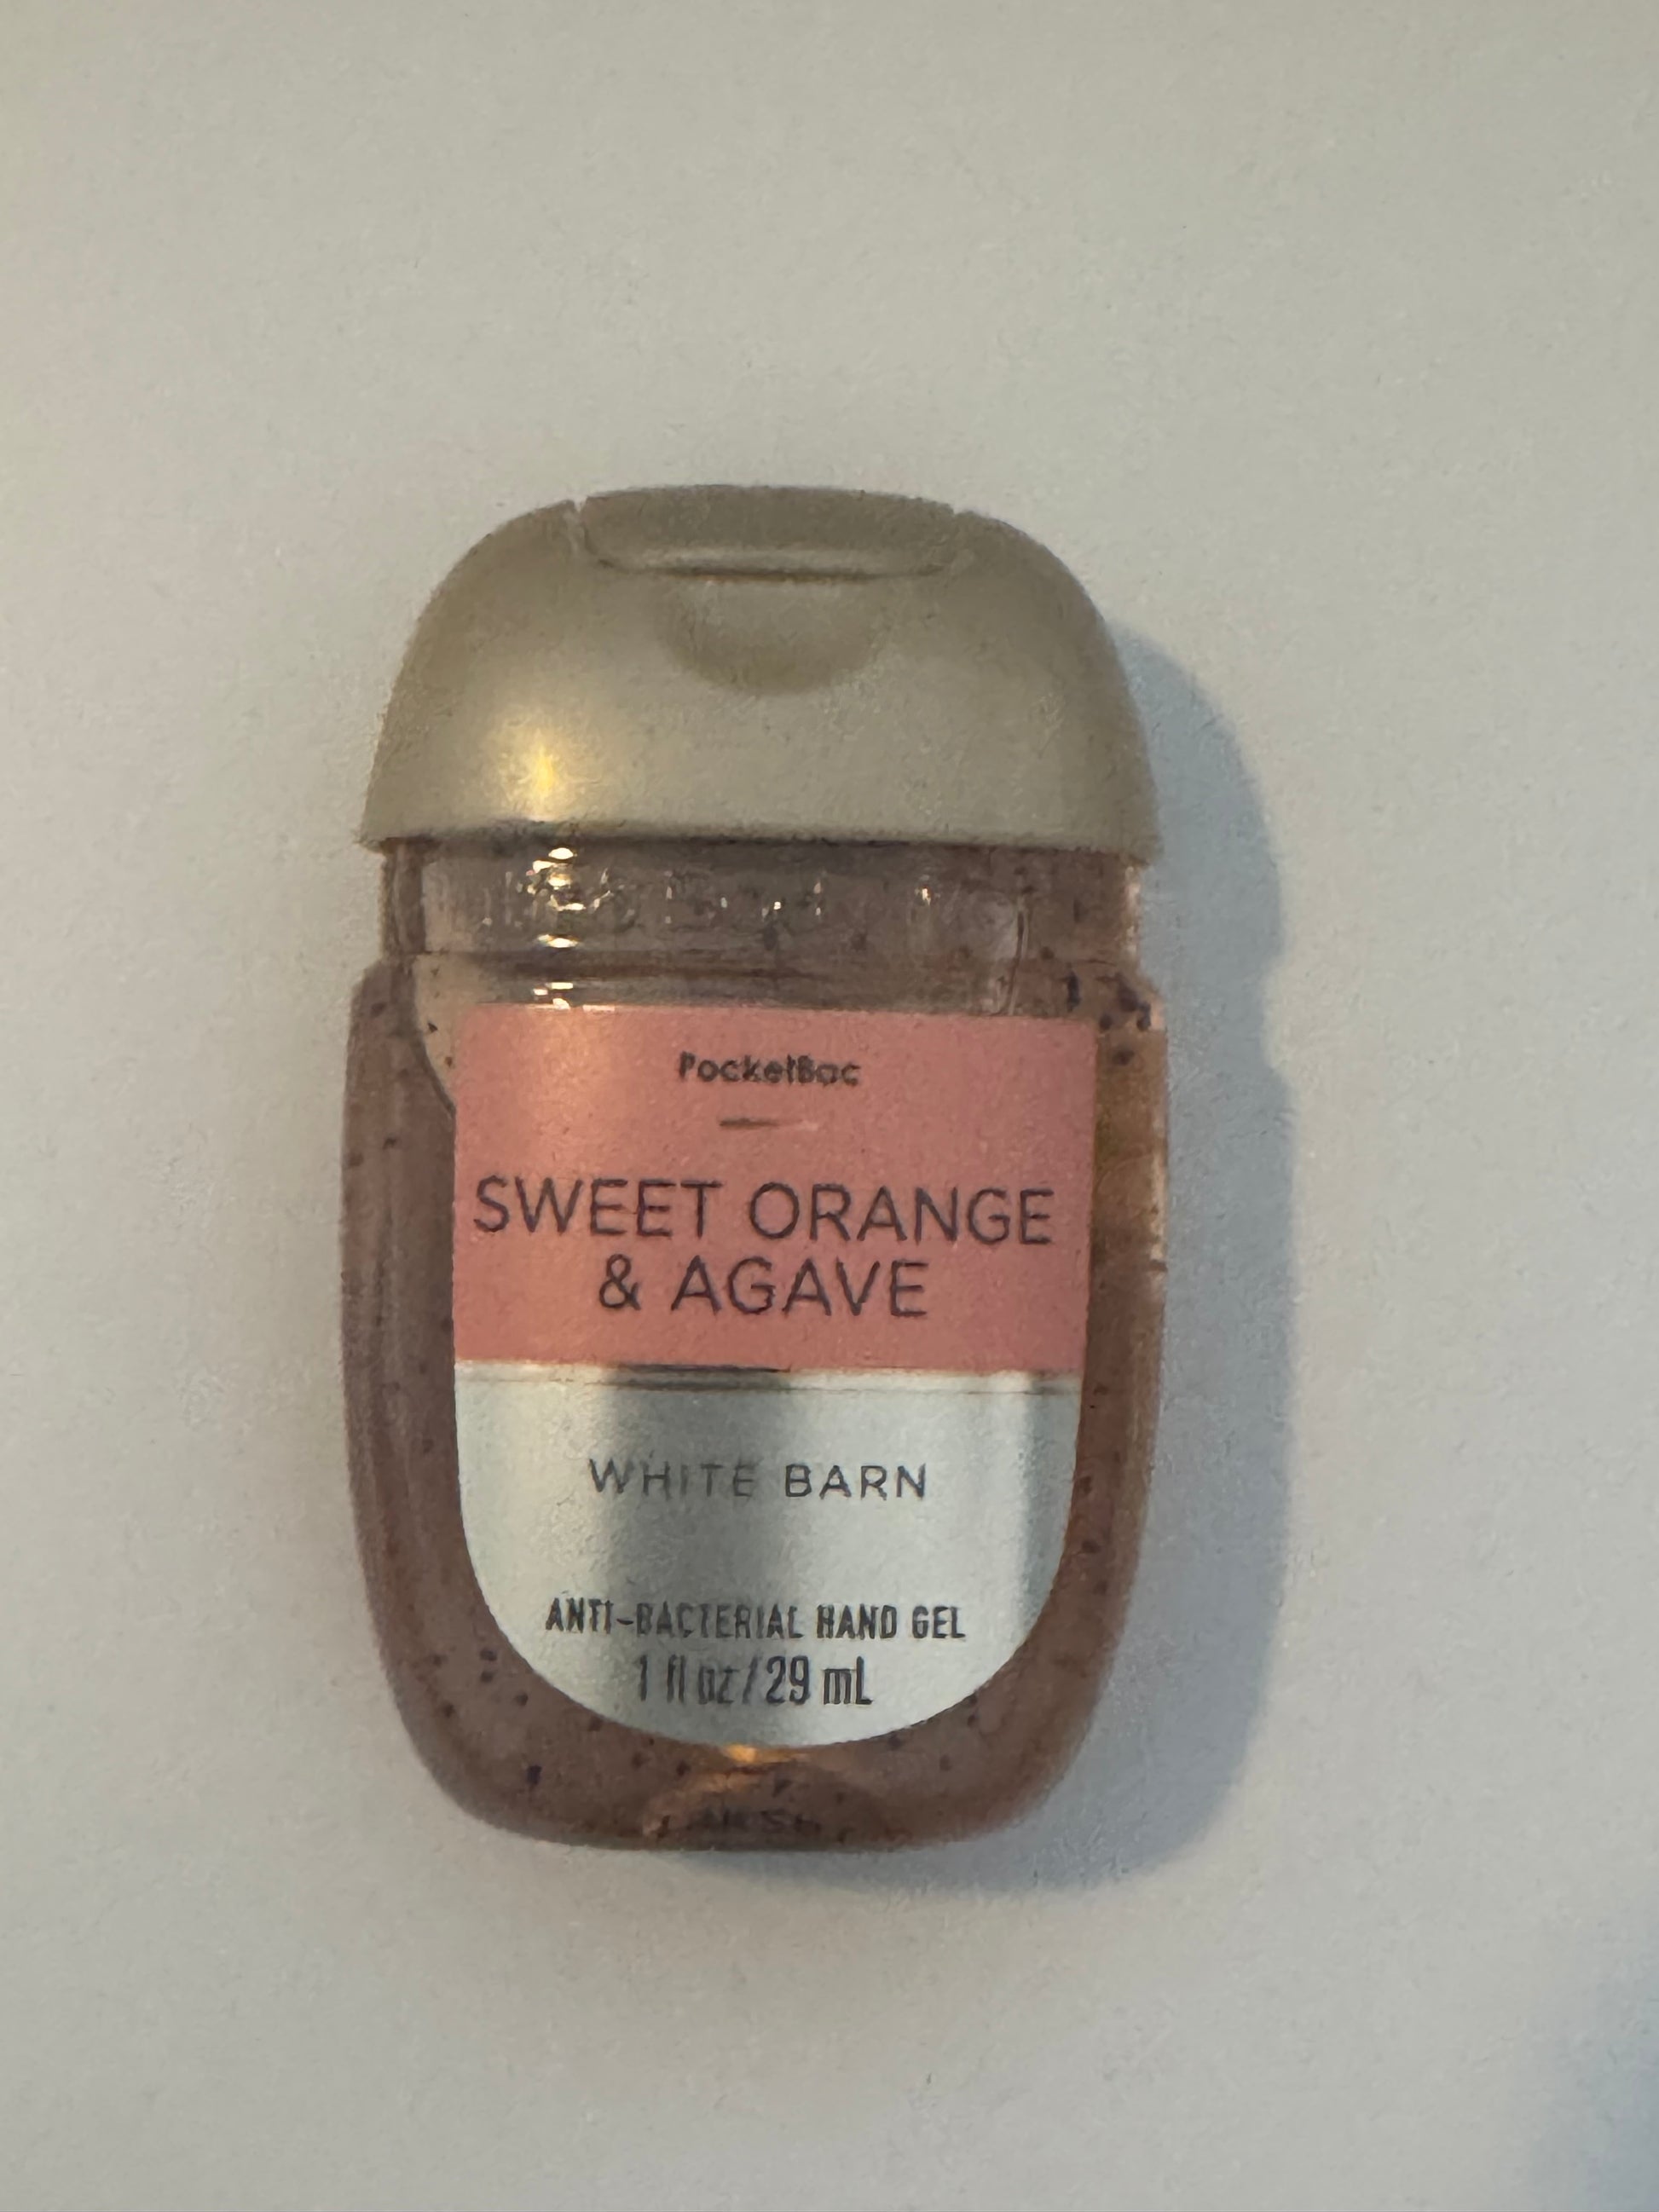 PocketBac
SWEET ORANGE
& AGAVE
WHITE BARN
ANTI-BACTERIAL HAND GEL
1 fl oz/29 mL